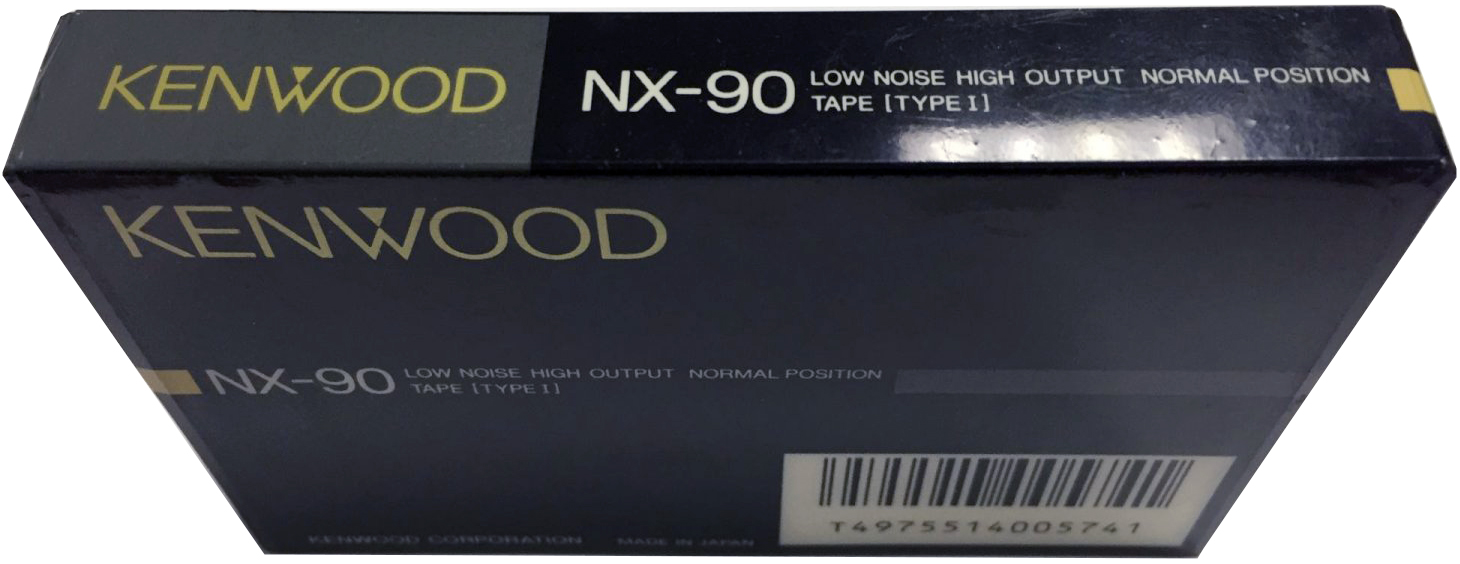 KENWOOD
NX-90
LOW NOISE HIGH OUTPUT NORMAL POSITION
TAPE [TYPE I]
KENWOOD
NX-90
LOW NOISE HIGH OUTPUT NORMAL POSITION
TAPE [TYPE I]
T4975514005741
KENWOOD CORPORATION MADE IN JAPAN